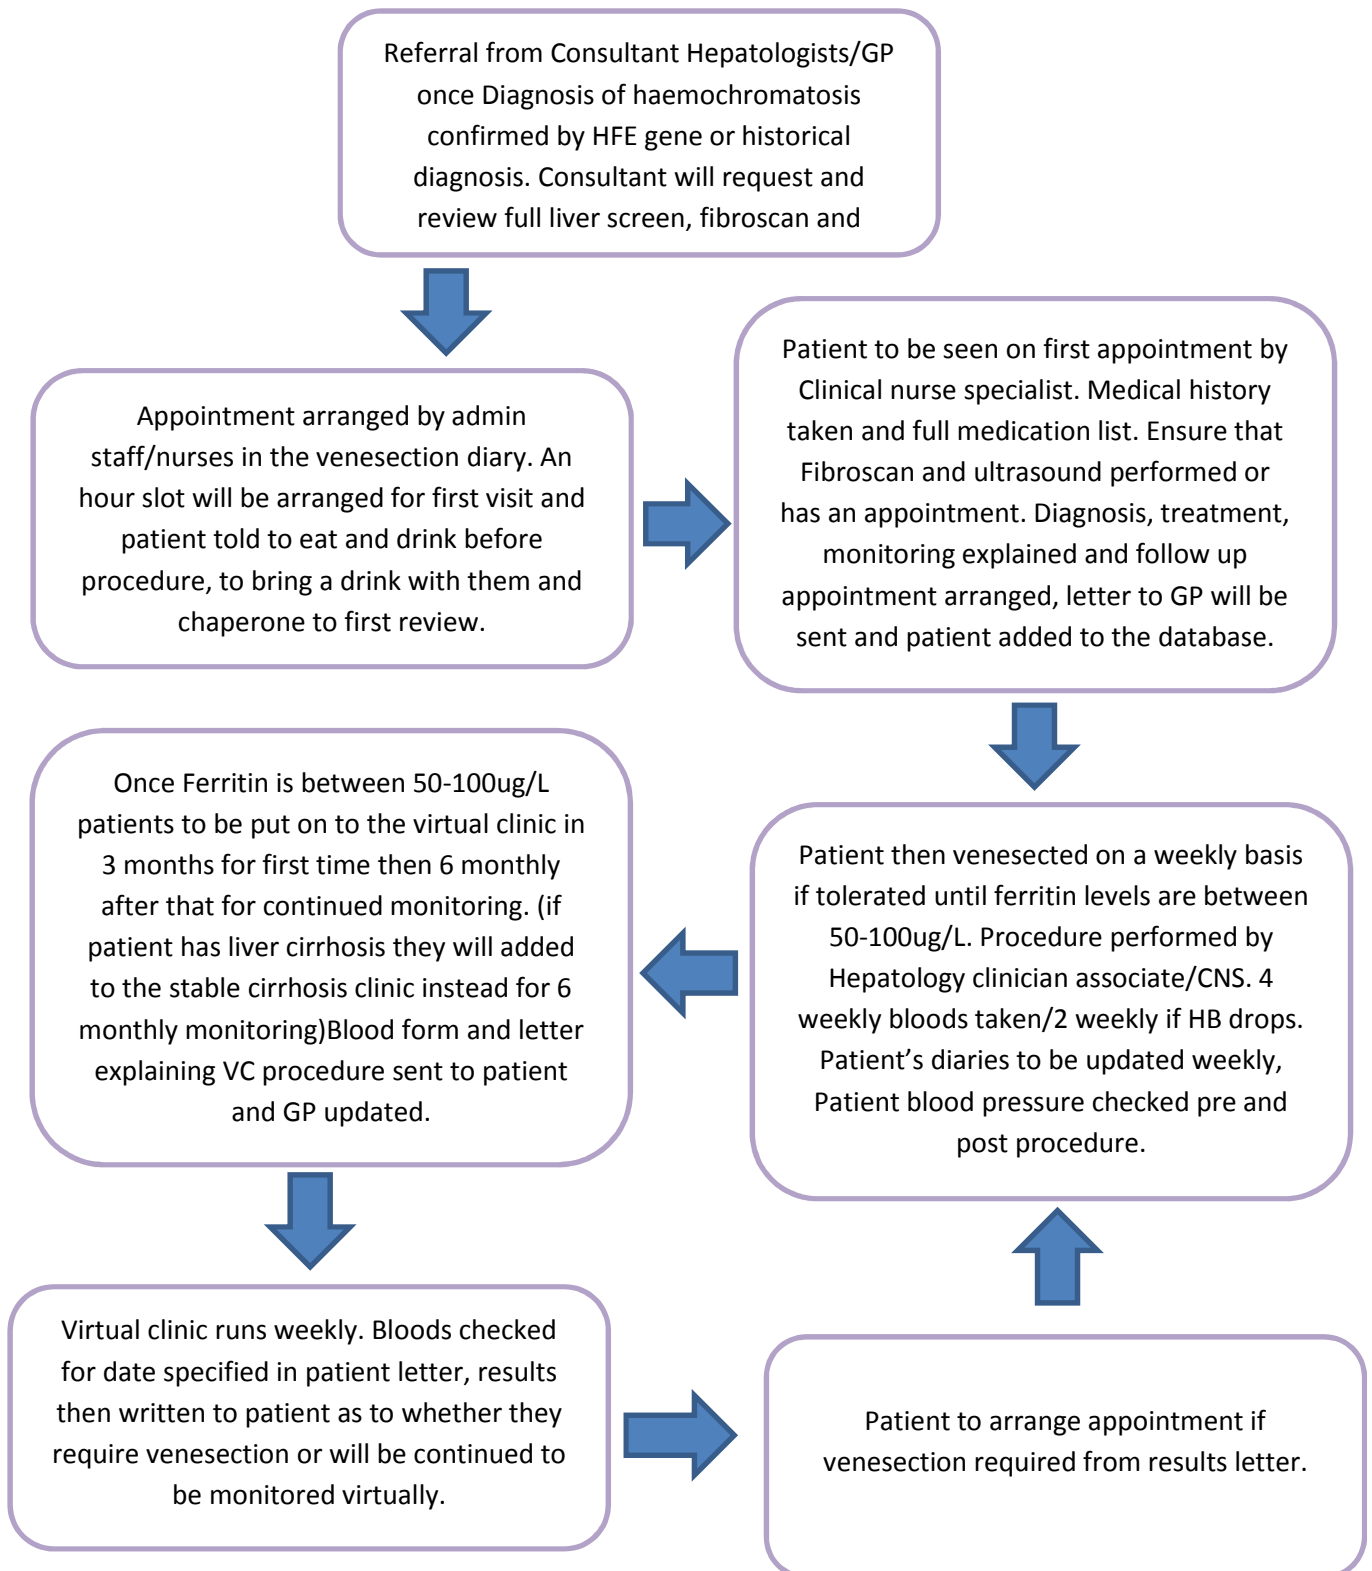 Referral from Consultant Hepatologists/GP
once Diagnosis of haemochromatosis
confirmed by HFE gene or historical
diagnosis. Consultant will request and
review full liver screen, fibroscan and
Appointment arranged by admin
staff/nurses in the venesection diary. An
hour slot will be arranged for first visit and
patient told to eat and drink before
procedure, to bring a drink with them and
chaperone to first review.
Patient to be seen on first appointment by
Clinical nurse specialist. Medical history
taken and full medication list. Ensure that
Fibroscan and ultrasound performed or
has an appointment. Diagnosis, treatment,
monitoring explained and follow up
appointment arranged, letter to GP will be
sent and patient added to the database.
Patient then venesected on a weekly basis
if tolerated until ferritin levels are between
50-100ug/L. Procedure performed by
Hepatology clinician associate/CNS. 4
weekly bloods taken/2 weekly if HB drops.
Patient’s diaries to be updated weekly,
Patient blood pressure checked pre and
post procedure.
Once Ferritin is between 50-100ug/L
patients to be put on to the virtual clinic in
3 months for first time then 6 monthly
after that for continued monitoring. (if
patient has liver cirrhosis they will added
to the stable cirrhosis clinic instead for 6
monthly monitoring)Blood form and letter
explaining VC procedure sent to patient
and GP updated.
Virtual clinic runs weekly. Bloods checked
for date specified in patient letter, results
then written to patient as to whether they
require venesection or will be continued to
be monitored virtually.
Patient to arrange appointment if
venesection required from results letter.